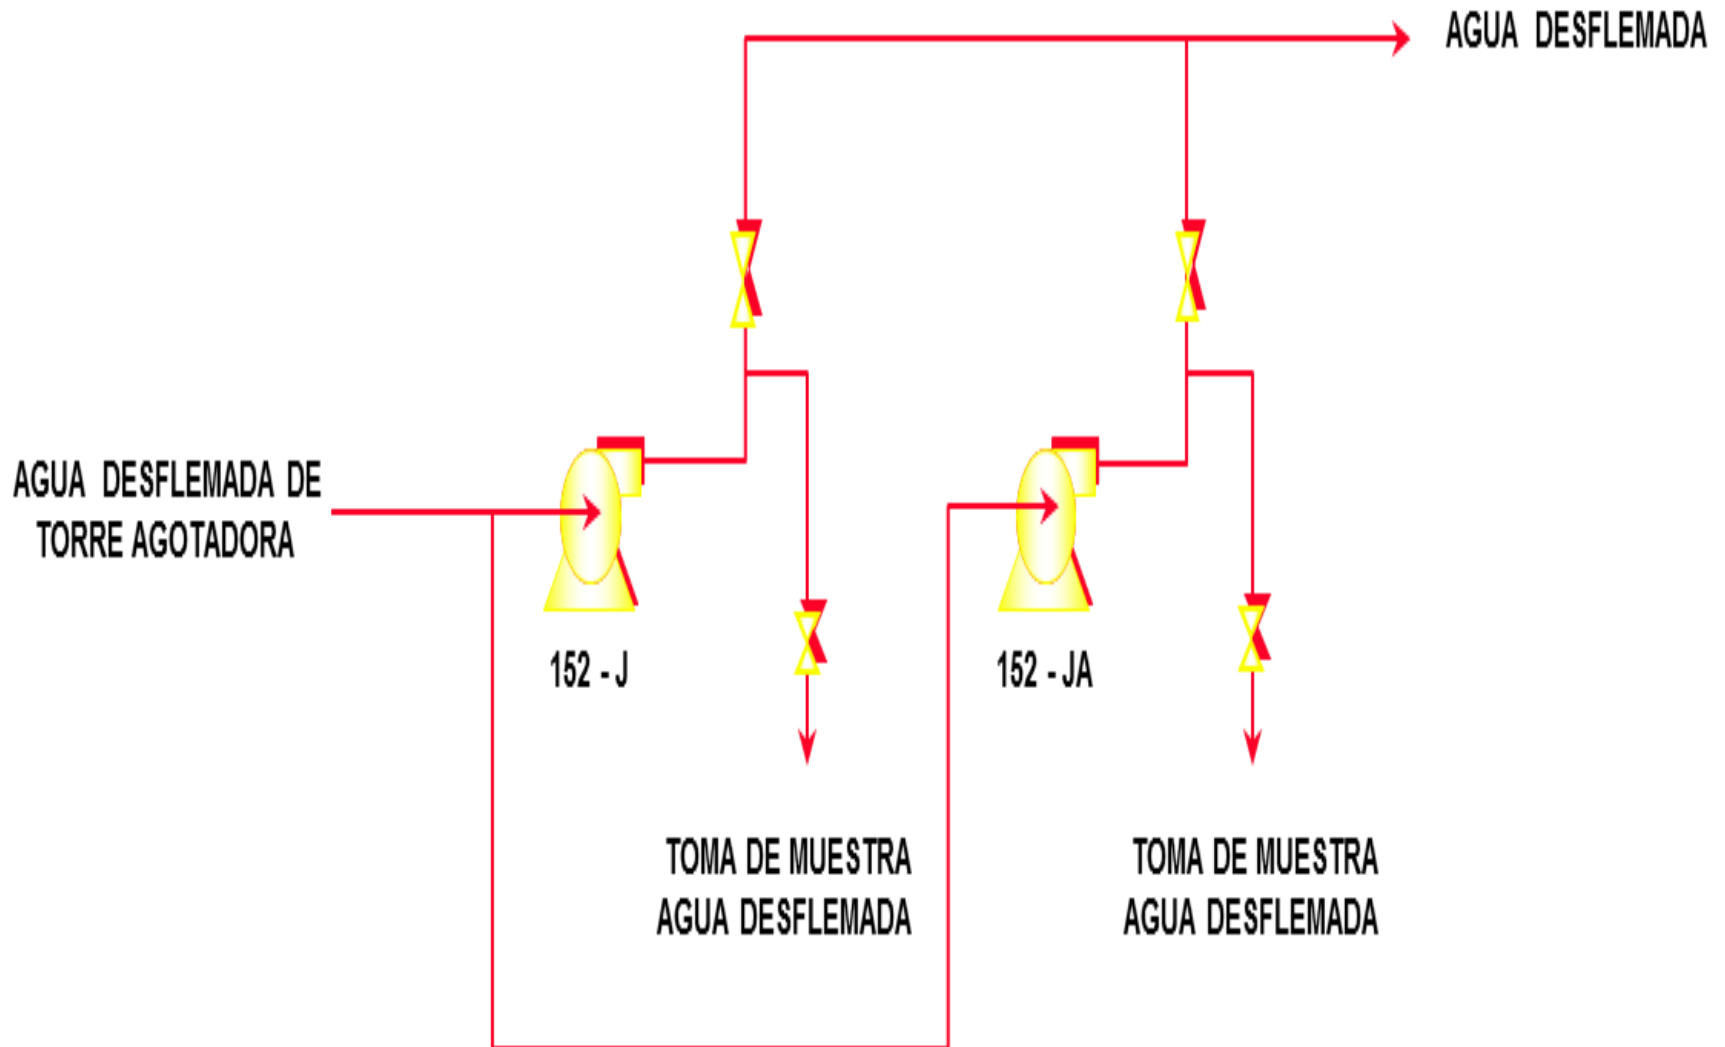 AGUA DESFLEMADA
AGUA DESFLEMADA DE
TORRE AGOTADORA
152 - J
152 - JA
TOMA DE MUESTRA
AGUA DESFLEMADA
TOMA DE MUESTRA
AGUA DESFLEMADA